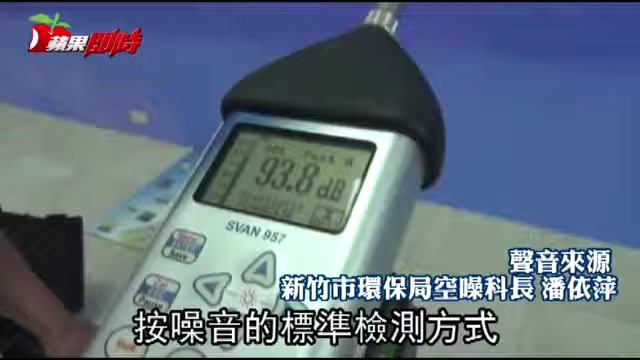 蘋果即時
93.8 dB
SVAN 957
聲音來源
新竹市環保局空噪科長 潘依萍
按噪音的標準檢測方式